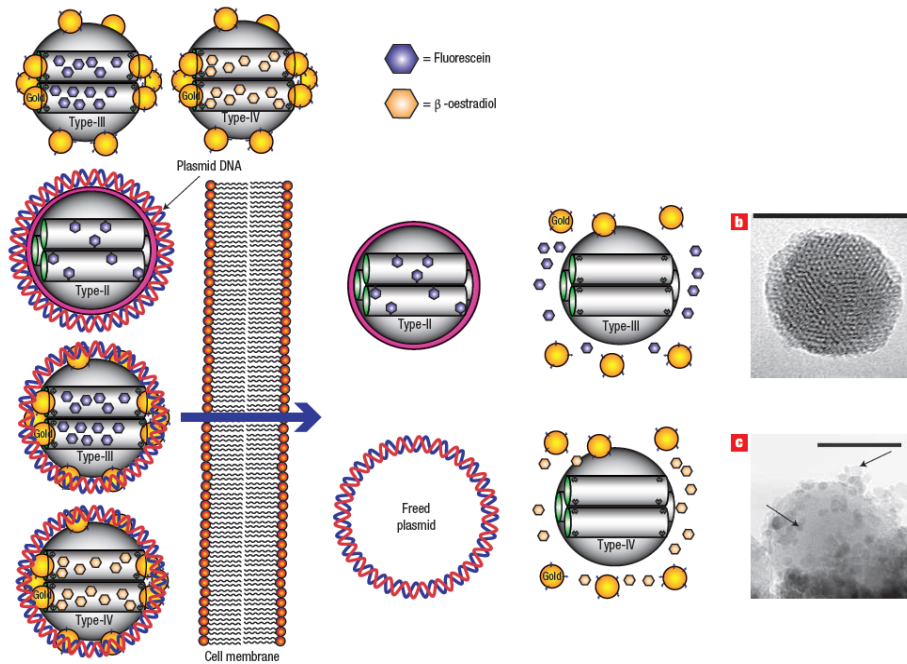 = Fluorescein
= β-oestradiol
Gold
Type-III
Type-IV
Plasmid DNA
Type-II
Type-II
Gold
Type-III
b
Gold
Type-III
Freed
plasmid
Type-IV
c
Gold
Type-IV
Gold
Cell membrane